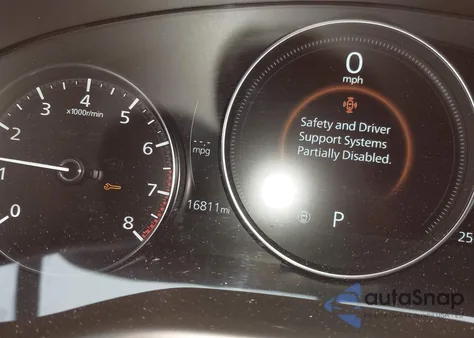 0
mph
Safety and Driver
Support Systems
Partially Disabled.
P
25
0
1
2
3
4
5
6
7
8
x1000r/min
---
mpg
16811mi
autoSnap